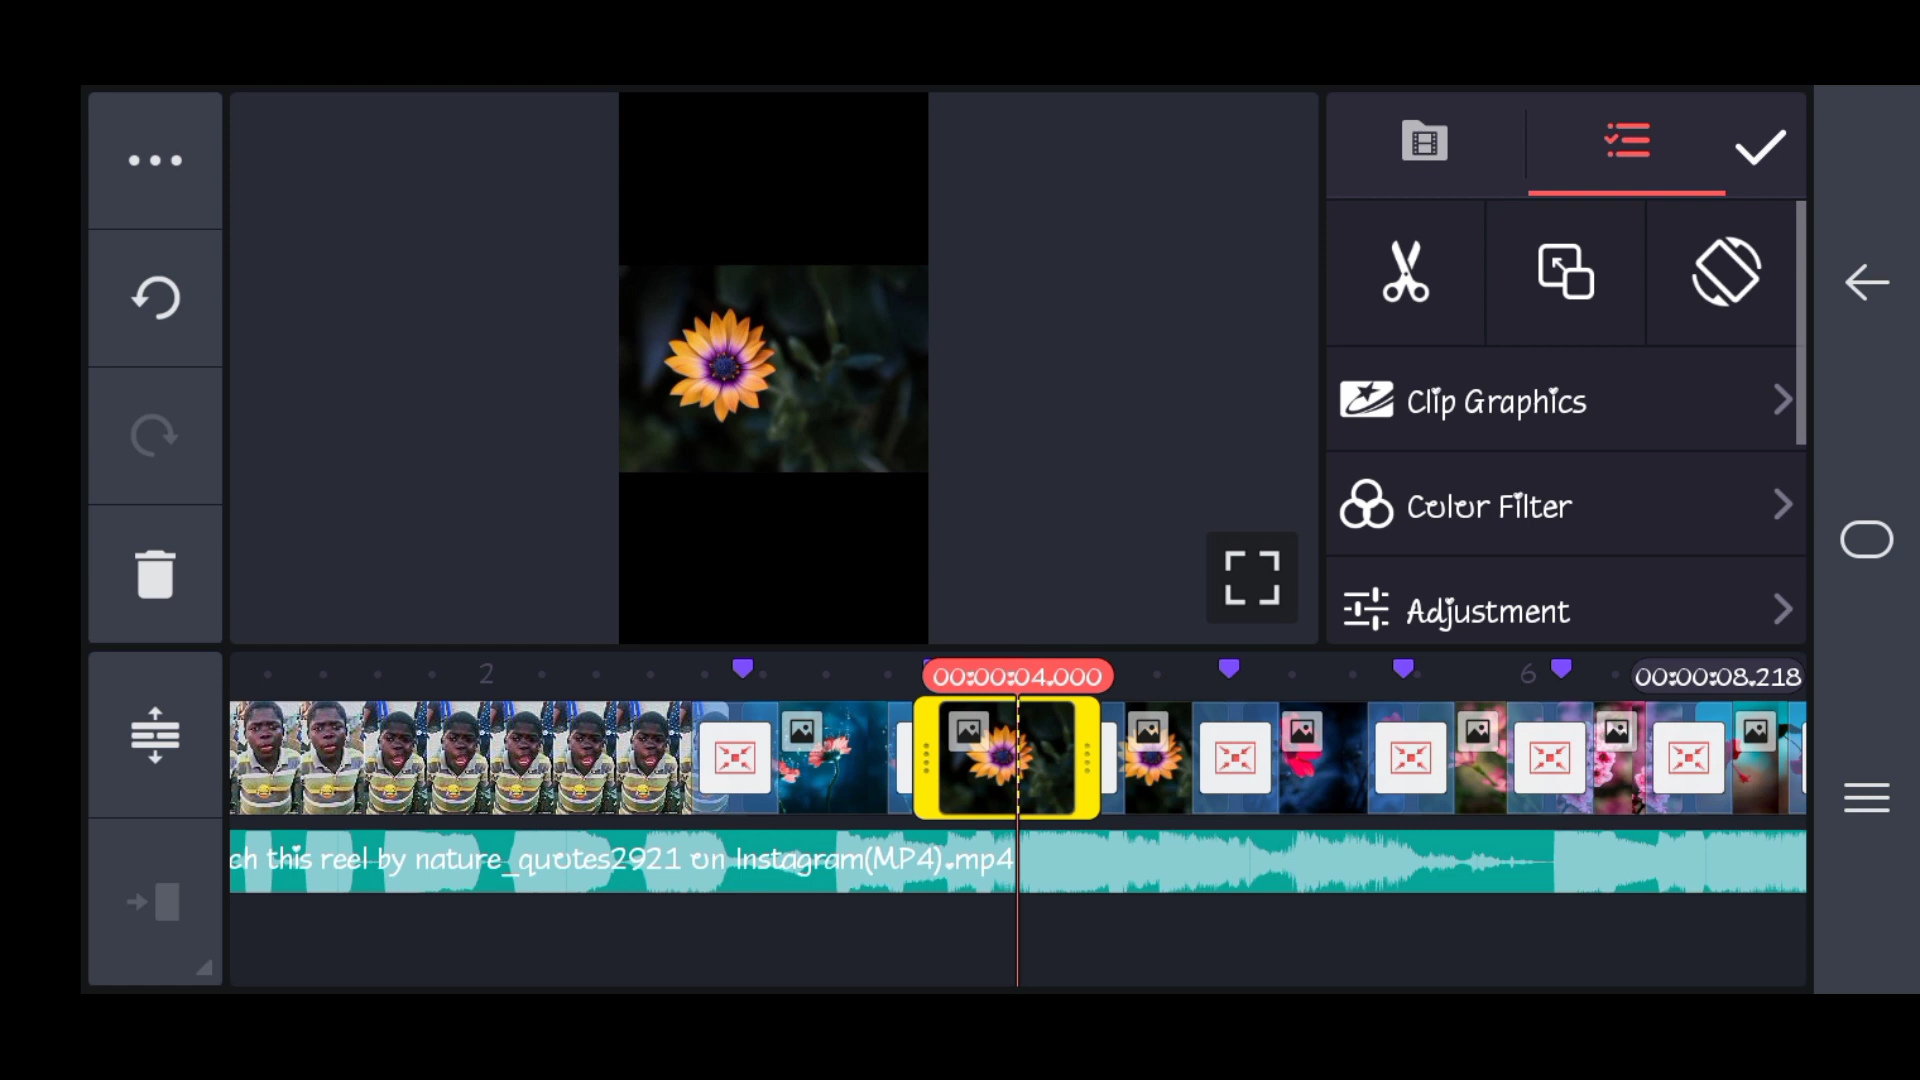 Clip Graphics
Color Filter
Adjustment
2
00:00:04.000
6
00:00:08.218
ch this reel by nature_quotes2921 on Instagram(MP4).mp4